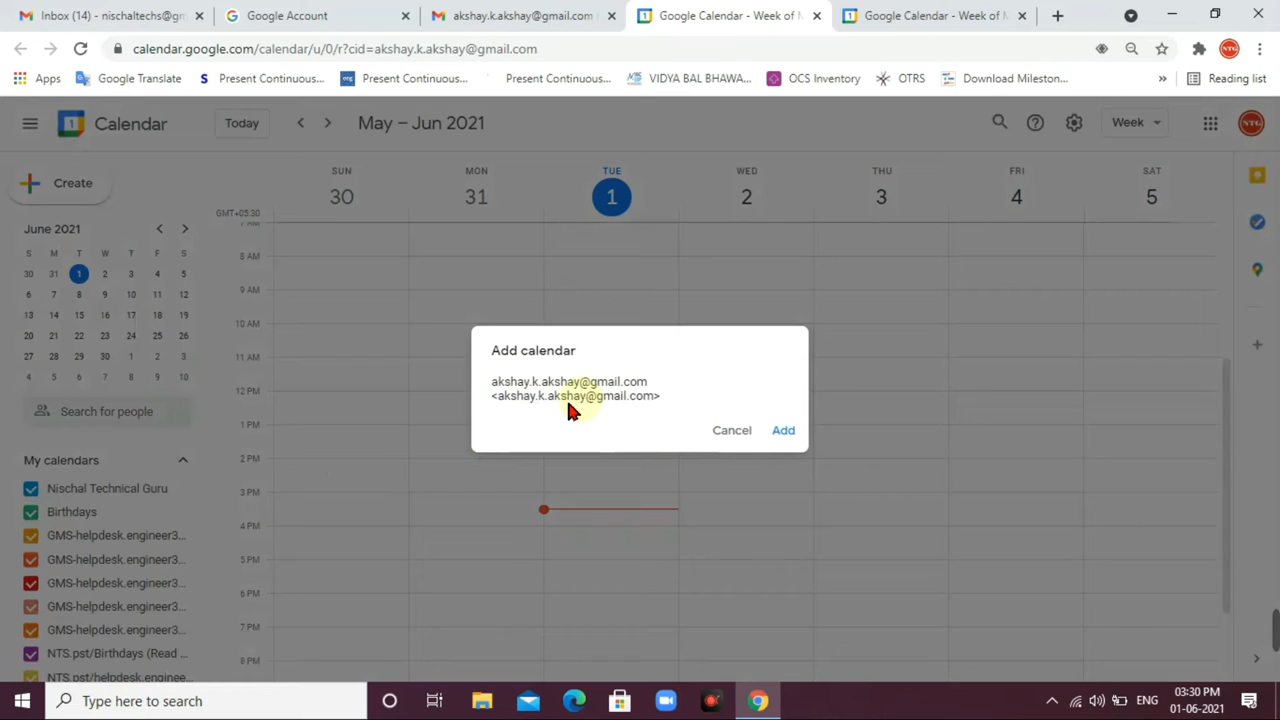 Inbox (14) - nischaltechs@gm
Google Account
akshay.k.akshay@gmail.com
Google Calendar - Week of M
Google Calendar - Week of M
calendar.google.com/calendar/u/0/r?cid=akshay.k.akshay@gmail.com
Apps
Google Translate
S Present Continuous...
Present Continuous...
Present Continuous...
VIDYA BAL BHAWA...
OCS Inventory
OTRS
Download Mileston...
»
Reading list
Calendar
Today
May – Jun 2021
Week
NTG
Create
SUN MON TUE WED THU FRI SAT
30 31 1 2 3 4 5
GMT+05:30
June 2021
S M T W T F S
30 31 1 2 3 4 5
6 7 8 9 10 11 12
13 14 15 16 17 18 19
20 21 22 23 24 25 26
27 28 29 30 1 2 3
4 5 6 7 8 9 10
Search for people
My calendars
Nischal Technical Guru
Birthdays
GMS-helpdesk.engineer3...
GMS-helpdesk.engineer3...
GMS-helpdesk.engineer3...
GMS-helpdesk.engineer3...
GMS-helpdesk.engineer3...
NTS.pst/Birthdays (Read ...
NTS.pst/helpdesk.enginee...
8 AM
9 AM
10 AM
11 AM
12 PM
1 PM
2 PM
3 PM
4 PM
5 PM
6 PM
7 PM
8 PM
Add calendar
akshay.k.akshay@gmail.com
<akshay.k.akshay@gmail.com>
Cancel Add
Type here to search
ENG
03:30 PM
01-06-2021